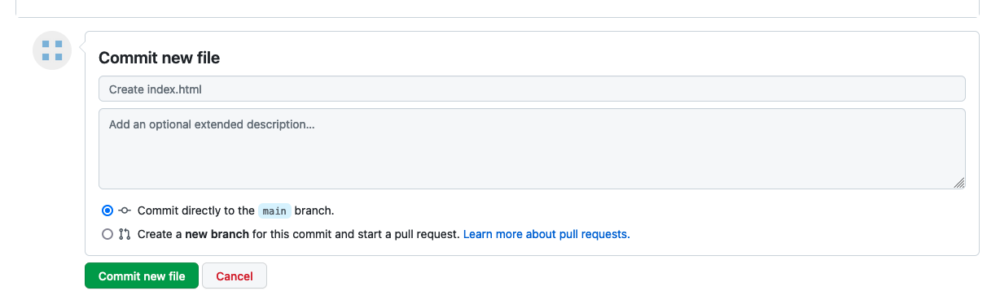 Commit new file
Create index.html
Add an optional extended description...
Commit directly to the main branch.
Create a new branch for this commit and start a pull request. Learn more about pull requests.
Commit new file Cancel